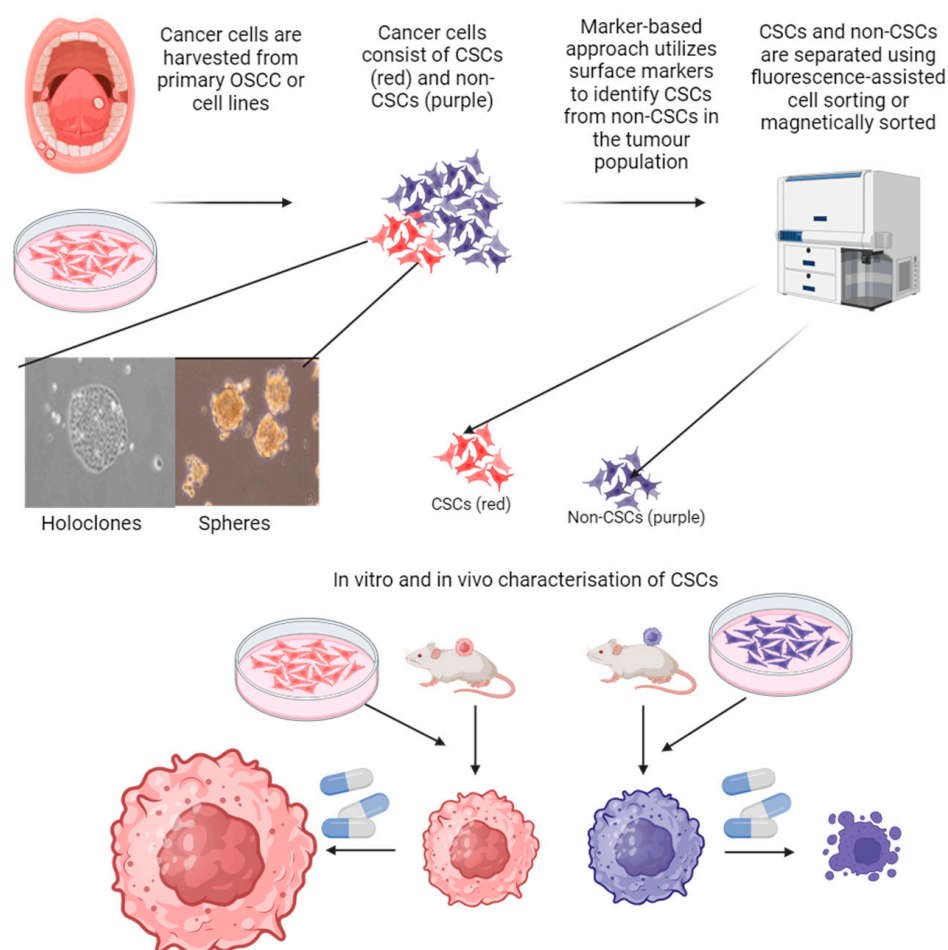 Cancer cells are
harvested from
primary OSCC or
cell lines
Cancer cells
consist of CSCs
(red) and non-
CSCs (purple)
Marker-based
approach utilizes
surface markers
to identify CSCs
from non-CSCs in
the tumour
population
CSCs and non-CSCs
are separated using
fluorescence-assisted
cell sorting or
magnetically sorted
Holoclones
Spheres
CSCs (red)
Non-CSCs (purple)
In vitro and in vivo characterisation of CSCs